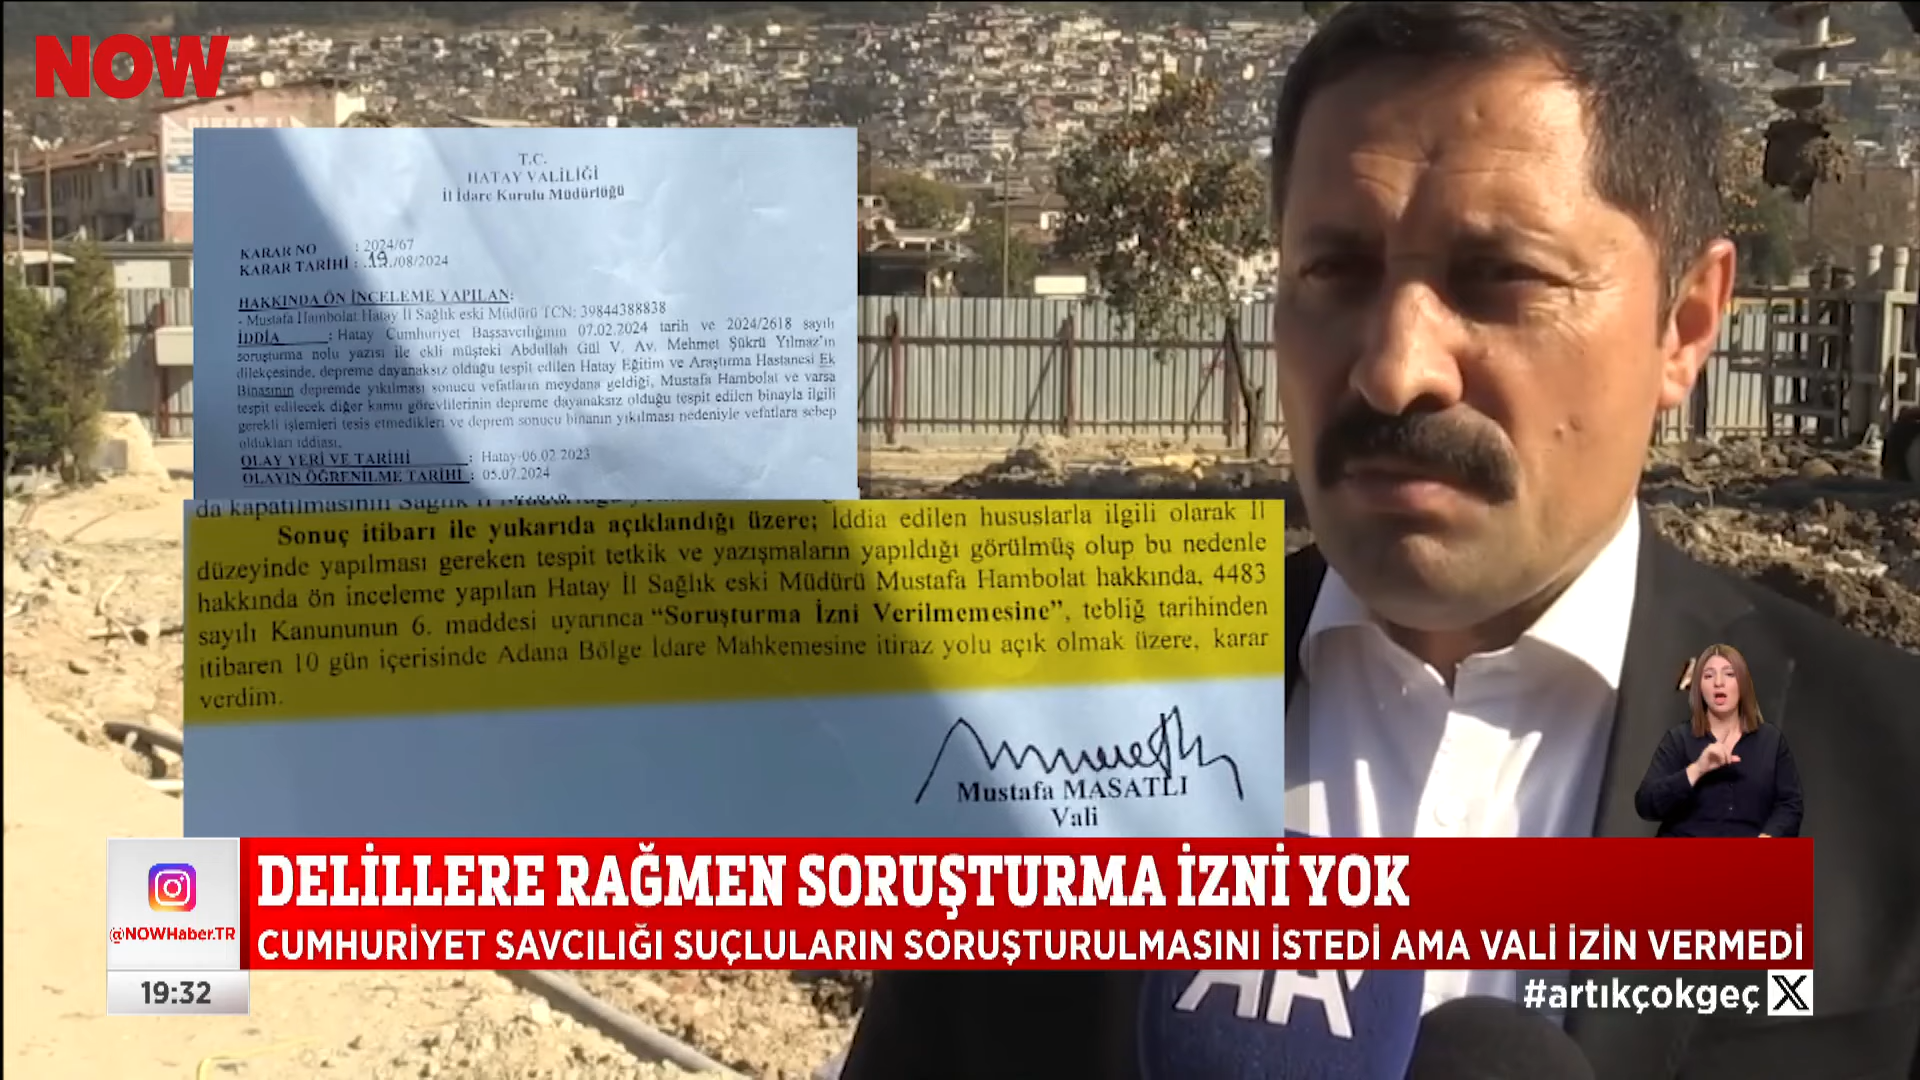 NOW
T.C.
HATAY VALİLİĞİ
İl İdare Kurulu Müdürlüğü
KARAR NO : 2024/67
KARAR TARİHİ : .19../08/2024
HAKKINDA ÖN İNCELEME YAPILAN:
- Mustafa Hambolat Hatay İl Sağlık eski Müdürü TCN: 39844388838
İDDİA : Hatay Cumhuriyet Başsavcılığının 07.02.2024 tarih ve 2024/2618 sayılı
soruşturma nolu yazısı ile ekli müşteki Abdullah Gül V. Av. Mehmet Şükrü Yılmaz'ın
dilekçesinde, depreme dayanaksız olduğu tespit edilen Hatay Eğitim ve Araştırma Hastanesi Ek
Binasının depremde yıkılması sonucu vefatların meydana geldiği, Mustafa Hambolat ve varsa
tespit edilecek diğer kamu görevlilerinin depreme dayanaksız olduğu tespit edilen binayla ilgili
gerekli işlemleri tesis etmedikleri ve deprem sonucu binanın yıkılması nedeniyle vefatlara sebep
oldukları iddiası.
OLAY YERİ VE TARİHİ : Hatay-06.02.2023
OLAYIN ÖĞRENİLME TARİHİ : 05.07.2024
da kapatılmasının Sağlık İl
Sonuç itibarı ile yukarıda açıklandığı üzere; İddia edilen hususlarla ilgili olarak İl
düzeyinde yapılması gereken tespit tetkik ve yazışmaların yapıldığı görülmüş olup bu nedenle
hakkında ön inceleme yapılan Hatay İl Sağlık eski Müdürü Mustafa Hambolat hakkında, 4483
sayılı Kanununun 6. maddesi uyarınca “Soruşturma İzni Verilmemesine”, tebliğ tarihinden
itibaren 10 gün içerisinde Adana Bölge İdare Mahkemesine itiraz yolu açık olmak üzere, karar
verdim.
Mustafa MASATLI
Vali
DELİLLERE RAĞMEN SORUŞTURMA İZNİ YOK
@NOWHaber.TR
CUMHURİYET SAVCILIĞI SUÇLULARIN SORUŞTURULMASINI İSTEDİ AMA VALİ İZİN VERMEDİ
19:32
#artıkçokgeç X
AA